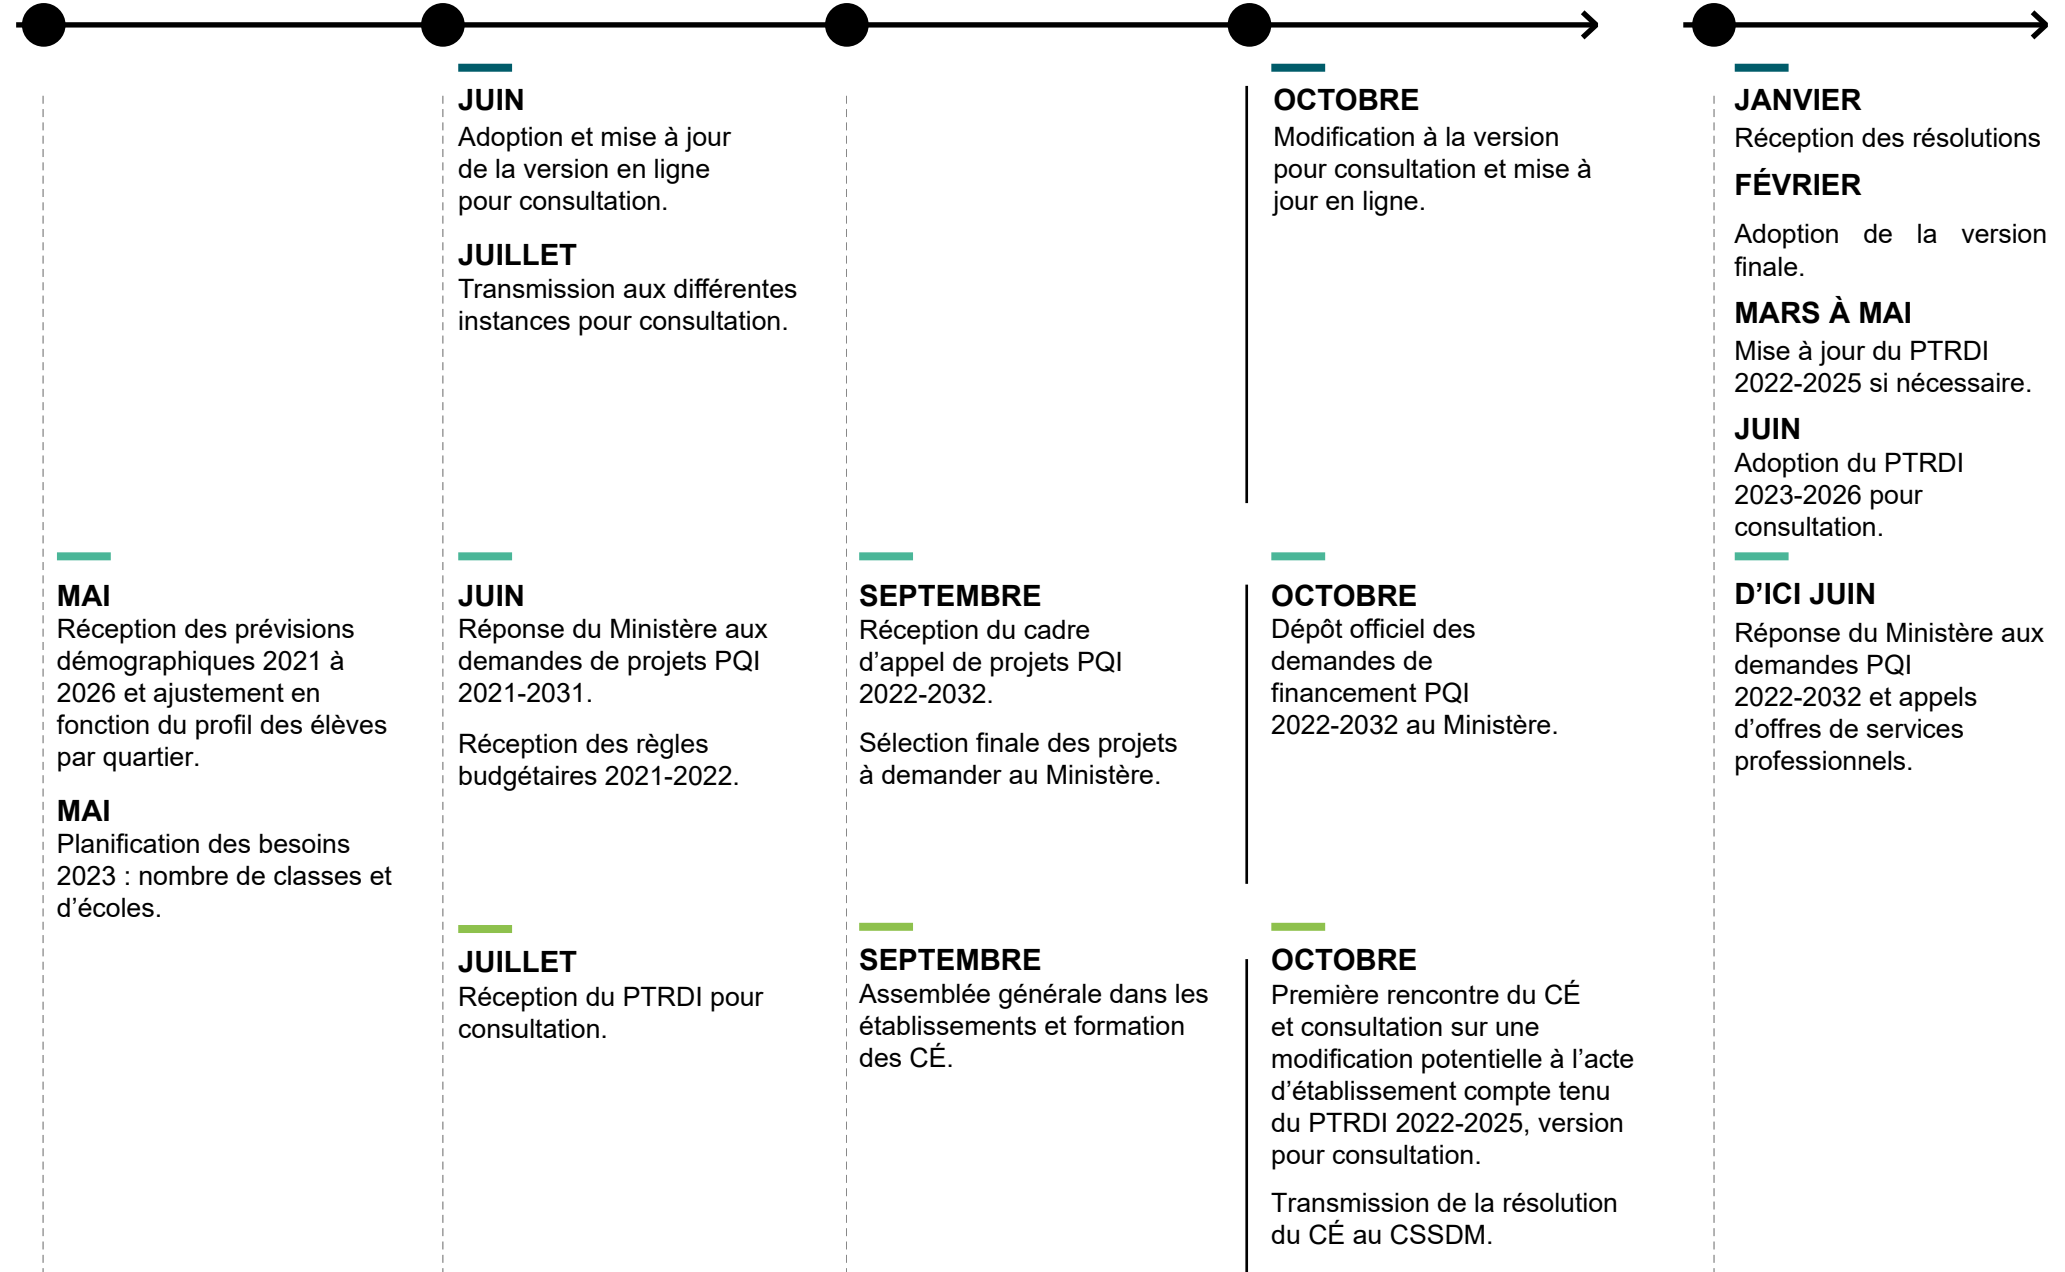 JUIN
Adoption et mise à jour
de la version en ligne
pour consultation.
JUILLET
Transmission aux différentes
instances pour consultation.
OCTOBRE
Modification à la version
pour consultation et mise à
jour en ligne.
JANVIER
Réception des résolutions
FÉVRIER
Adoption de la version
finale.
MARS À MAI
Mise à jour du PTRDI
2022-2025 si nécessaire.
JUIN
Adoption du PTRDI
2023-2026 pour
consultation.
MAI
Réception des prévisions
démographiques 2021 à
2026 et ajustement en
fonction du profil des élèves
par quartier.
MAI
Planification des besoins
2023 : nombre de classes et
d’écoles.
JUIN
Réponse du Ministère aux
demandes de projets PQI
2021-2031.
Réception des règles
budgétaires 2021-2022.
SEPTEMBRE
Réception du cadre
d’appel de projets PQI
2022-2032.
Sélection finale des projets
à demander au Ministère.
OCTOBRE
Dépôt officiel des
demandes de
financement PQI
2022-2032 au Ministère.
D’ICI JUIN
Réponse du Ministère aux
demandes PQI
2022-2032 et appels
d’offres de services
professionnels.
JUILLET
Réception du PTRDI pour
consultation.
SEPTEMBRE
Assemblée générale dans les
établissements et formation
des CÉ.
OCTOBRE
Première rencontre du CÉ
et consultation sur une
modification potentielle à l’acte
d’établissement compte tenu
du PTRDI 2022-2025, version
pour consultation.
Transmission de la résolution
du CÉ au CSSDM.